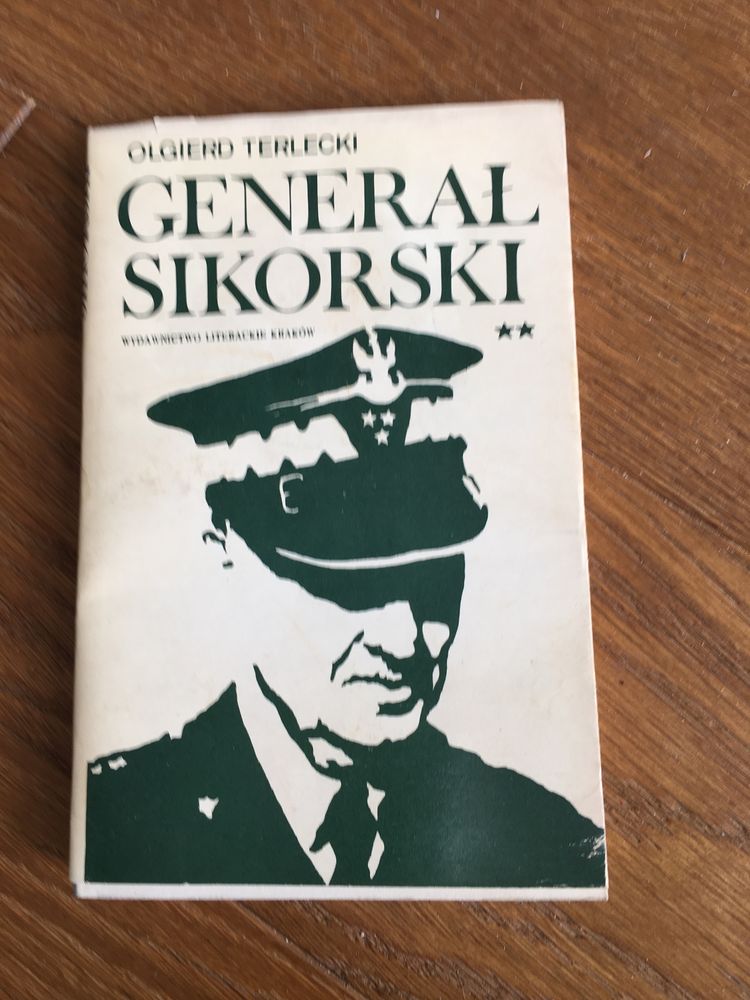 OLGIERD TERLECKI
GENERAŁ
SIKORSKI
WYDAWNICTWO LITERACKIE KRAKÓW